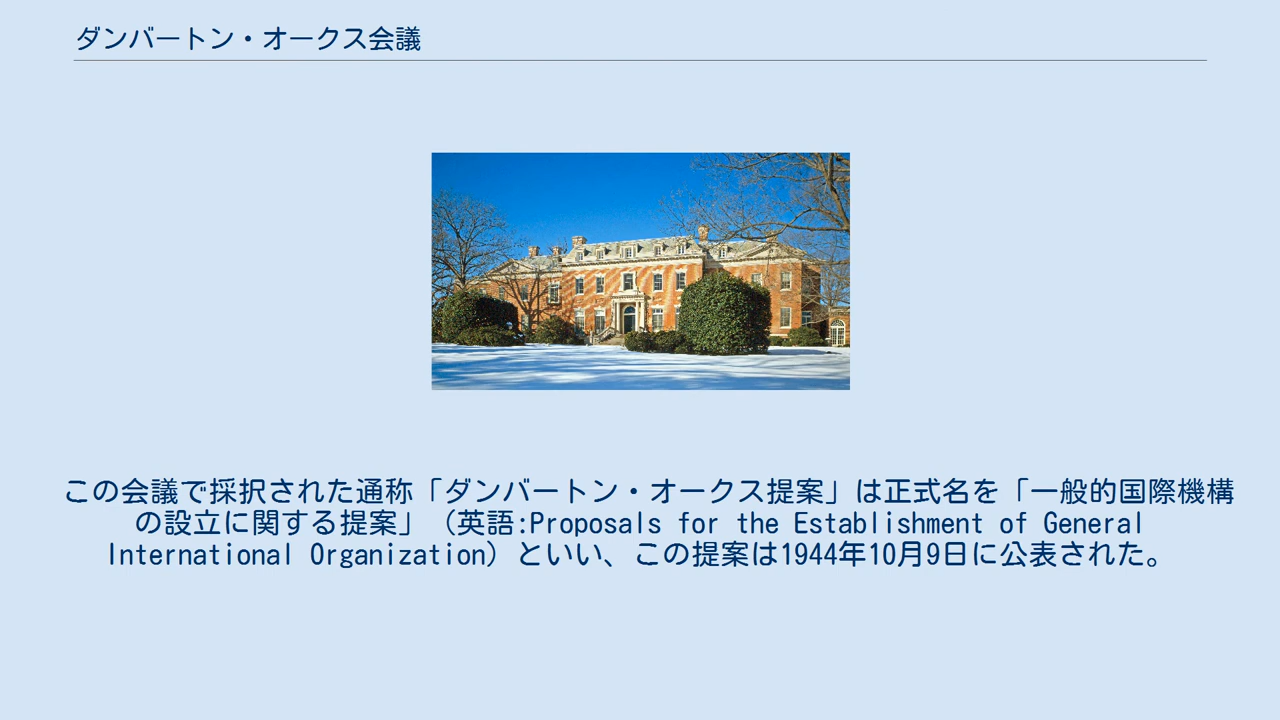 ダンバートン・オークス会議
この会議で採択された通称「ダンバートン・オークス提案」は正式名を「一般的国際機構
の設立に関する提案」（英語:Proposals for the Establishment of General
International Organization）といい、この提案は1944年10月9日に公表された。